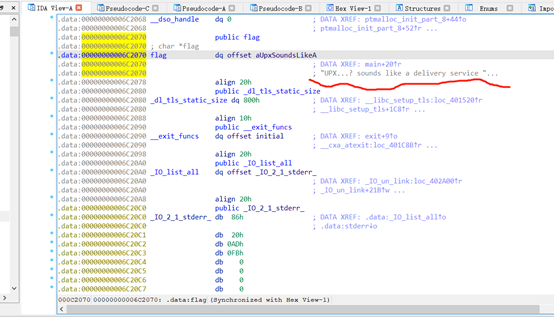 IDA View-A Pseudocode-C Pseudocode-A Pseudocode-B Hex View-1 Structures Enums Impo
.data:00000000006C2068 __dso_handle dq 0 ; DATA XREF: ptmalloc_init_part_8+44↑o
.data:00000000006C2068 ; ptmalloc_init_part_8+52↑r ...
.data:00000000006C2070 public flag
.data:00000000006C2070 ; char *flag
.data:00000000006C2070 flag dq offset aUpxSoundsLikeA
.data:00000000006C2070 ; DATA XREF: main+20↑r
.data:00000000006C2070 ; "UPX...? sounds like a delivery service "...
.data:00000000006C2078 align 20h
.data:00000000006C2080 public _dl_tls_static_size
.data:00000000006C2080 _dl_tls_static_size dq 800h ; DATA XREF: __libc_setup_tls:loc_401520↑r
.data:00000000006C2080 ; __libc_setup_tls+1C8↑r ...
.data:00000000006C2088 align 10h
.data:00000000006C2090 public __exit_funcs
.data:00000000006C2090 __exit_funcs dq offset initial ; DATA XREF: exit+9↑o
.data:00000000006C2090 ; __cxa_atexit:loc_401C8B↑r ...
.data:00000000006C2098 align 20h
.data:00000000006C20A0 public _IO_list_all
.data:00000000006C20A0 _IO_list_all dq offset _IO_2_1_stderr_
.data:00000000006C20A0 ; DATA XREF: _IO_un_link:loc_402A00↑r
.data:00000000006C20A0 ; _IO_un_link+21B↑w ...
.data:00000000006C20A8 align 20h
.data:00000000006C20C0 public _IO_2_1_stderr_
.data:00000000006C20C0 _IO_2_1_stderr_ db 86h ; DATA XREF: .data:_IO_list_all↑o
.data:00000000006C20C0 ; .data:stderr↓o
.data:00000000006C20C1 db 20h
.data:00000000006C20C2 db 0ADh
.data:00000000006C20C3 db 0FBh
.data:00000000006C20C4 db 0
.data:00000000006C20C5 db 0
.data:00000000006C20C6 db 0
.data:00000000006C20C7 db 0
000C2070 00000000006C2070: .data:flag (Synchronized with Hex View-1)